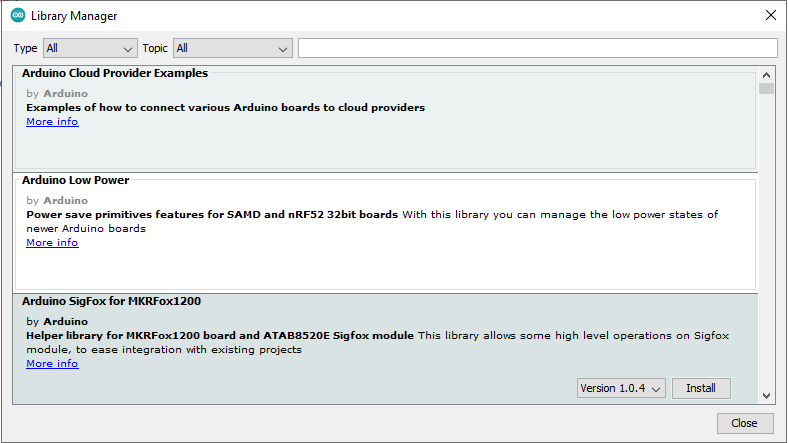 Library Manager
Type All Topic All
Arduino Cloud Provider Examples
by Arduino
Examples of how to connect various Arduino boards to cloud providers
More info
Arduino Low Power
by Arduino
Power save primitives features for SAMD and nRF52 32bit boards With this library you can manage the low power states of
newer Arduino boards
More info
Arduino SigFox for MKRFox1200
by Arduino
Helper library for MKRFox1200 board and ATAB8520E Sigfox module This library allows some high level operations on Sigfox
module, to ease integration with existing projects
More info
Version 1.0.4 Install
Close